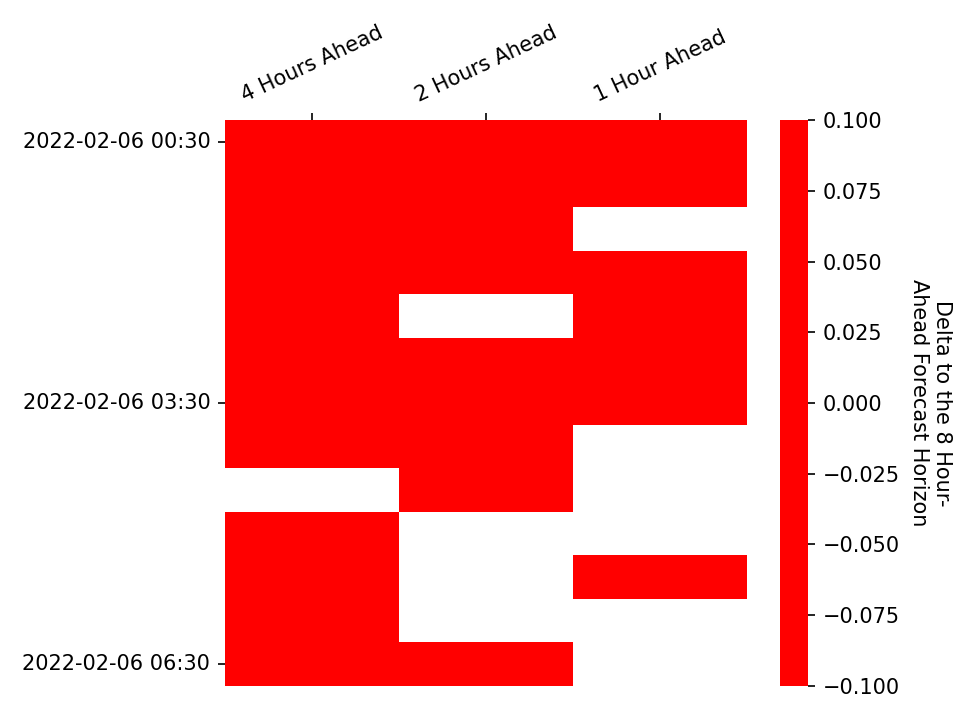 4 Hours Ahead
2 Hours Ahead
1 Hour Ahead
2022-02-06 00:30
2022-02-06 03:30
2022-02-06 06:30
0.100
0.075
0.050
0.025
0.000
−0.025
−0.050
−0.075
−0.100
Delta to the 8 Hour-
Ahead Forecast Horizon